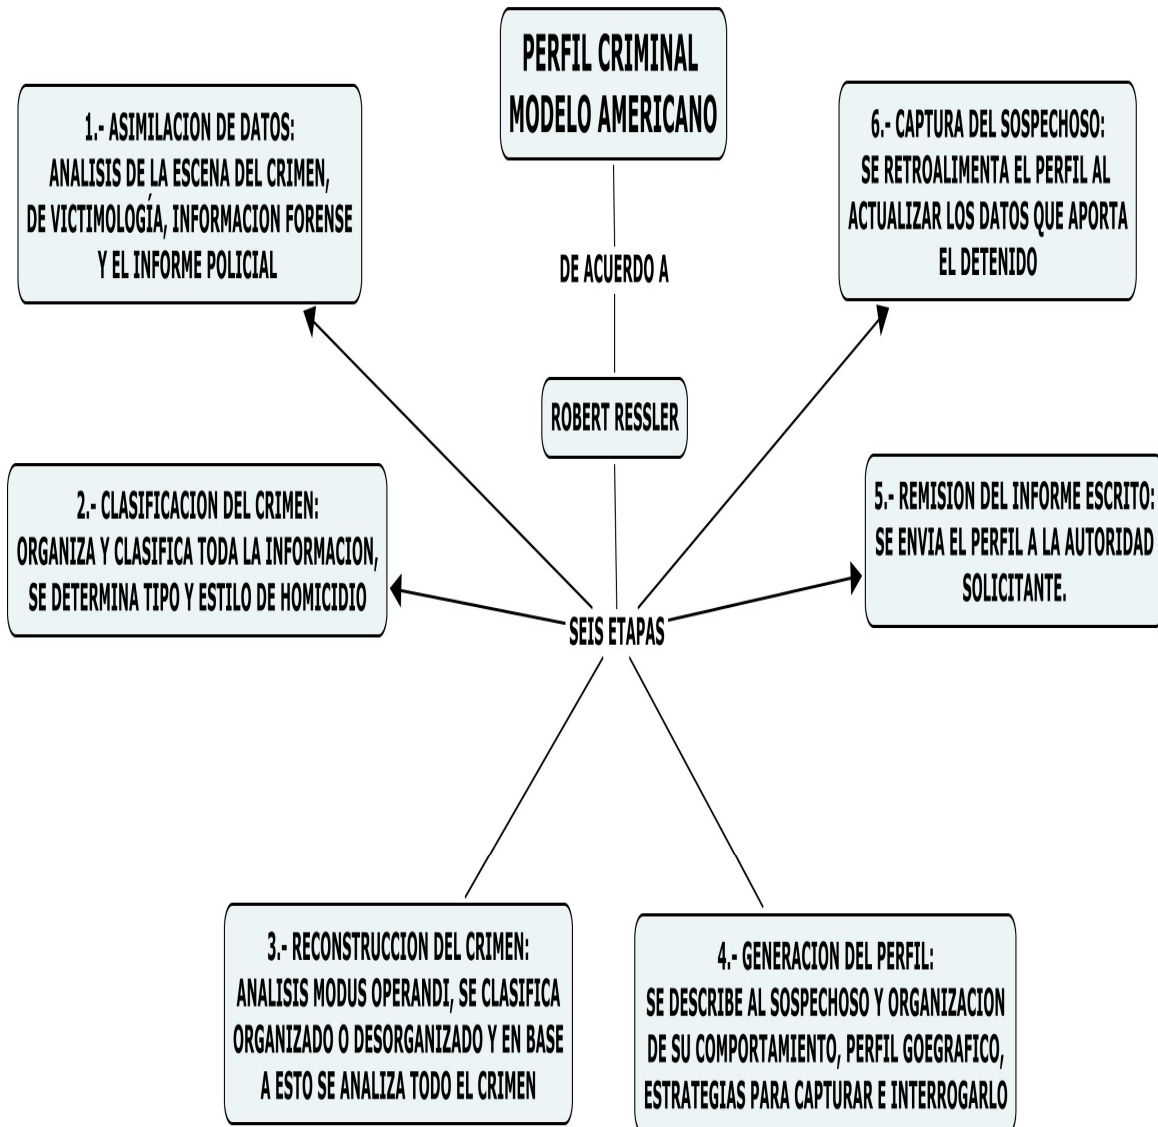 PERFIL CRIMINAL
MODELO AMERICANO
DE ACUERDO A
ROBERT RESSLER
SEIS ETAPAS
1.- ASIMILACION DE DATOS:
ANALISIS DE LA ESCENA DEL CRIMEN,
DE VICTIMOLOGÍA, INFORMACION FORENSE
Y EL INFORME POLICIAL
2.- CLASIFICACION DEL CRIMEN:
ORGANIZA Y CLASIFICA TODA LA INFORMACION,
SE DETERMINA TIPO Y ESTILO DE HOMICIDIO
3.- RECONSTRUCCION DEL CRIMEN:
ANALISIS MODUS OPERANDI, SE CLASIFICA
ORGANIZADO O DESORGANIZADO Y EN BASE
A ESTO SE ANALIZA TODO EL CRIMEN
4.- GENERACION DEL PERFIL:
SE DESCRIBE AL SOSPECHOSO Y ORGANIZACION
DE SU COMPORTAMIENTO, PERFIL GOEGRAFICO,
ESTRATEGIAS PARA CAPTURAR E INTERROGARLO
5.- REMISION DEL INFORME ESCRITO:
SE ENVIA EL PERFIL A LA AUTORIDAD
SOLICITANTE.
6.- CAPTURA DEL SOSPECHOSO:
SE RETROALIMENTA EL PERFIL AL
ACTUALIZAR LOS DATOS QUE APORTA
EL DETENIDO